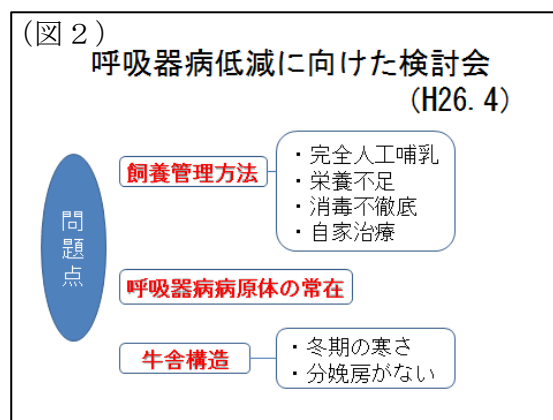 (図2)
呼吸器病低減に向けた検討会
(H26.4)
問題点
飼養管理方法
・完全人工哺乳
・栄養不足
・消毒不徹底
・自家治療
呼吸器病病原体の常在
牛舎構造
・冬期の寒さ
・分娩房がない